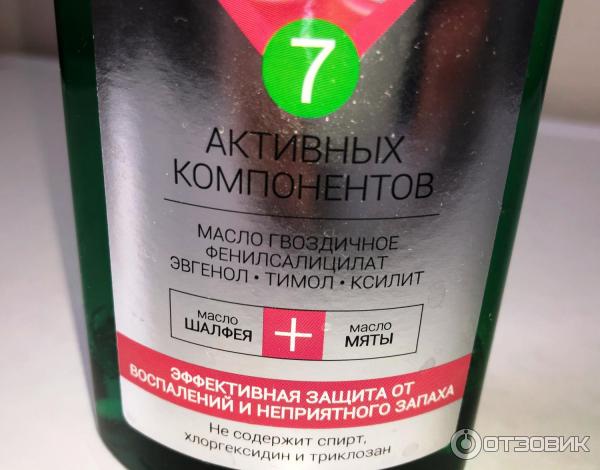 7
АКТИВНЫХ
КОМПОНЕНТОВ
МАСЛО ГВОЗДИЧНОЕ
ФЕНИЛСАЛИЦИЛАТ
ЭВГЕНОЛ • ТИМОЛ • КСИЛИТ
масло
ШАЛФЕЯ
+
масло
МЯТЫ
ЭФФЕКТИВНАЯ ЗАЩИТА ОТ
ВОСПАЛЕНИЙ И НЕПРИЯТНОГО ЗАПАХА
Не содержит спирт,
хлоргексидин и триклозан
ОТЗОВИК